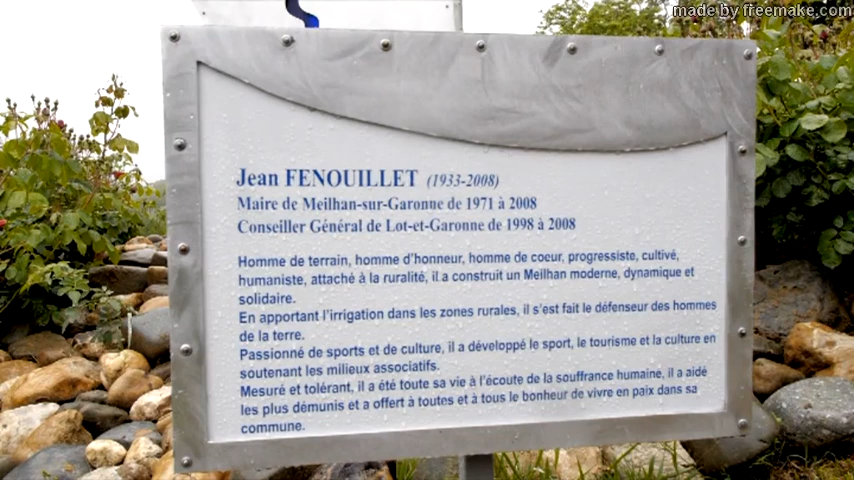 made by freemake.com
Jean FENOUILLET (1933-2008)
Maire de Meilhan-sur-Garonne de 1971 à 2008
Conseiller Général de Lot-et-Garonne de 1998 à 2008
Homme de terrain, homme d'honneur, homme de coeur, progressiste, cultivé,
humaniste, attaché à la ruralité, il a construit un Meilhan moderne, dynamique et
solidaire.
En apportant l'irrigation dans les zones rurales, il s'est fait le défenseur des hommes
de la terre.
Passionné de sports et de culture, il a développé le sport, le tourisme et la culture en
soutenant les milieux associatifs.
Mesuré et tolérant, il a été toute sa vie à l'écoute de la souffrance humaine, il a aidé
les plus démunis et a offert à toutes et à tous le bonheur de vivre en paix dans sa
commune.